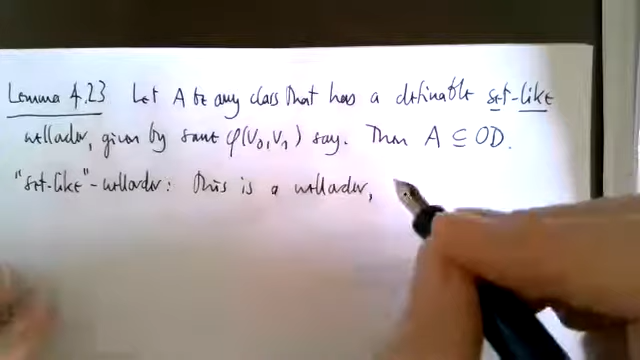 Lemma 4.23 Let A be any class that has a definable set-like
wellorder, given by some φ(v₀,v₁) say. Then A ⊆ OD.
"set-like"-wellorder: this is a wellorder,